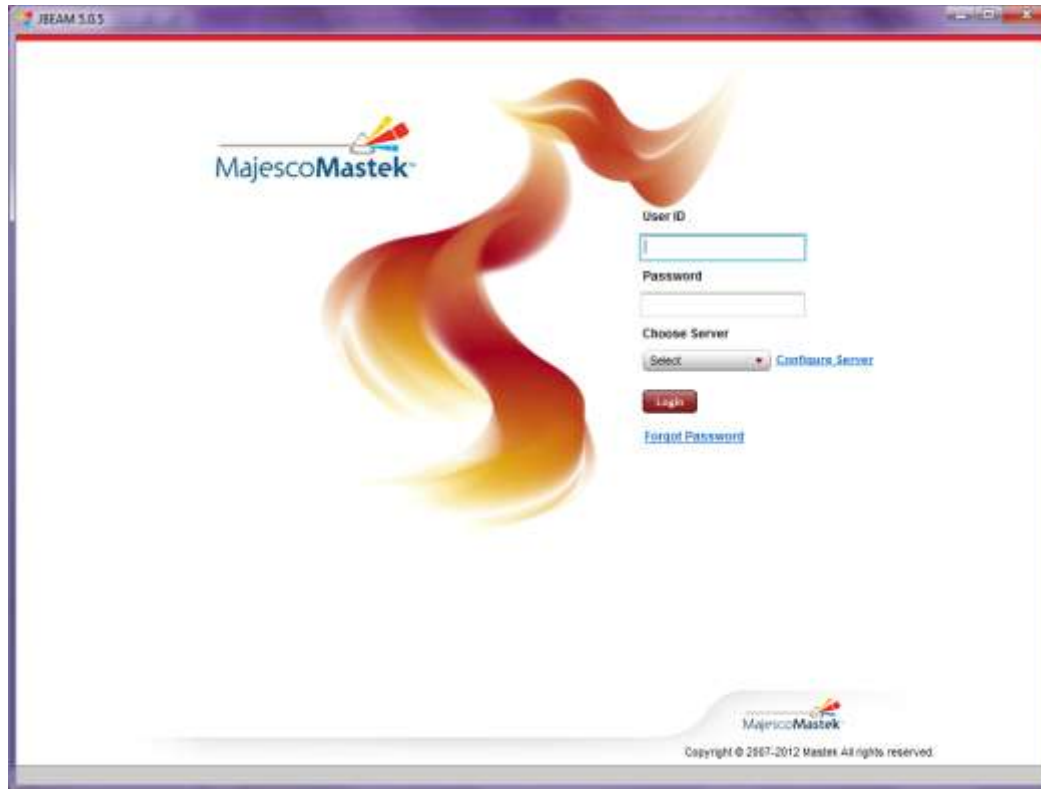 JBEAM 5.0.5
MajescoMastek™
User ID
Password
Choose Server
Select
Configure Server
Login
Forgot Password
MajescoMastek
Copyright © 2007-2012 Mastek All rights reserved